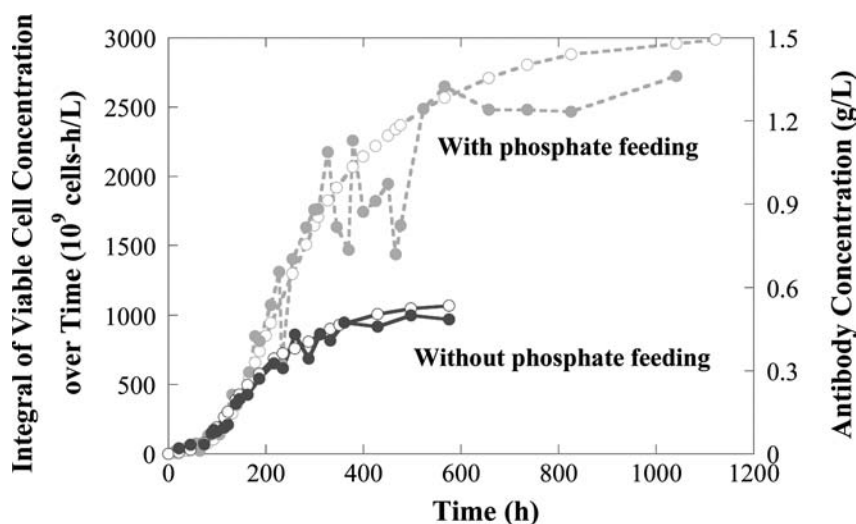 Integral of Viable Cell Concentration
over Time (10⁹ cells-h/L)
3000
2500
2000
1500
1000
500
0
With phosphate feeding
Without phosphate feeding
1.5
1.2
0.9
0.6
0.3
0
Antibody Concentration (g/L)
0 200 400 600 800 1000 1200
Time (h)